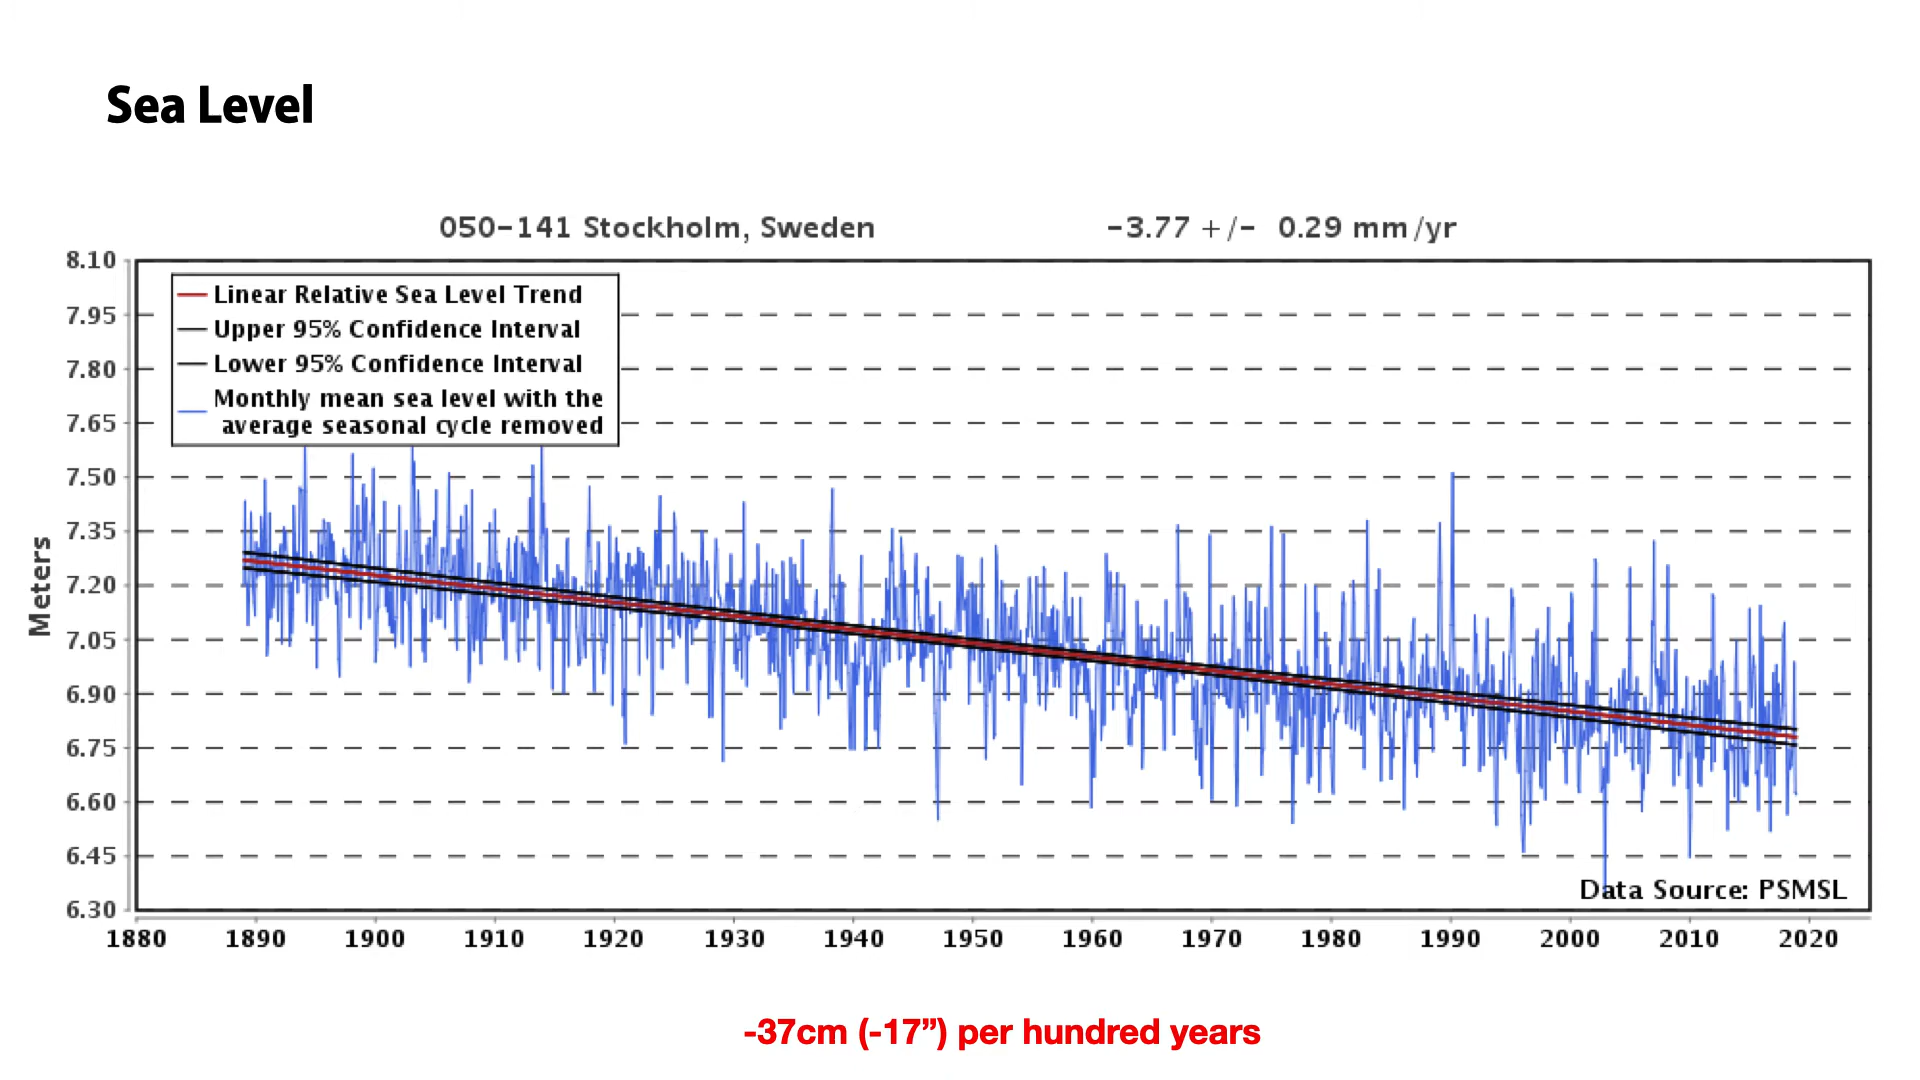 Sea Level
050-141 Stockholm, Sweden -3.77 +/- 0.29 mm/yr
Linear Relative Sea Level Trend
Upper 95% Confidence Interval
Lower 95% Confidence Interval
Monthly mean sea level with the
average seasonal cycle removed
Meters
8.10
7.95
7.80
7.65
7.50
7.35
7.20
7.05
6.90
6.75
6.60
6.45
6.30
Data Source: PSMSL
1880 1890 1900 1910 1920 1930 1940 1950 1960 1970 1980 1990 2000 2010 2020
-37cm (-17”) per hundred years